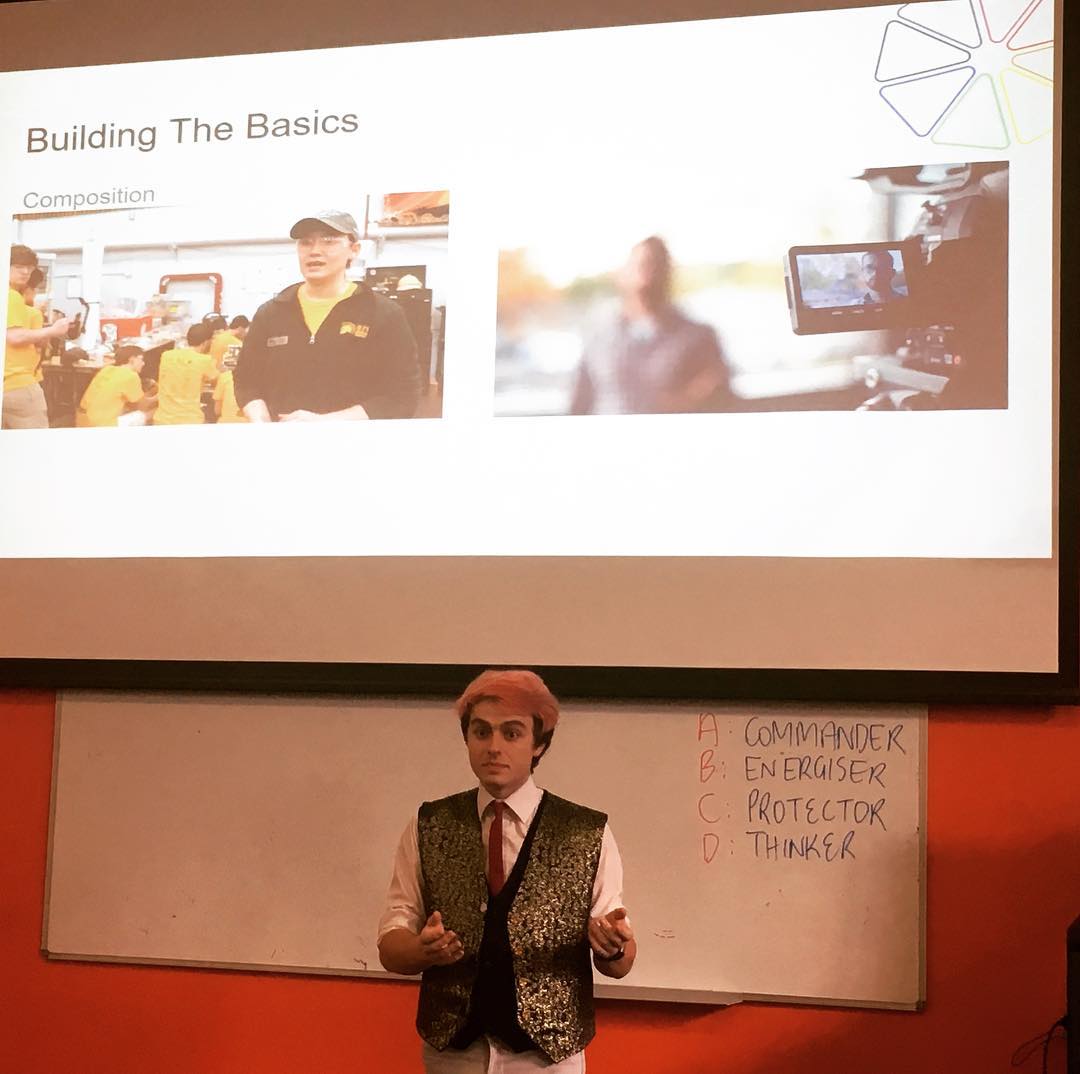 Building The Basics
Composition
A: COMMANDER
B: ENERGISER
C: PROTECTOR
D: THINKER